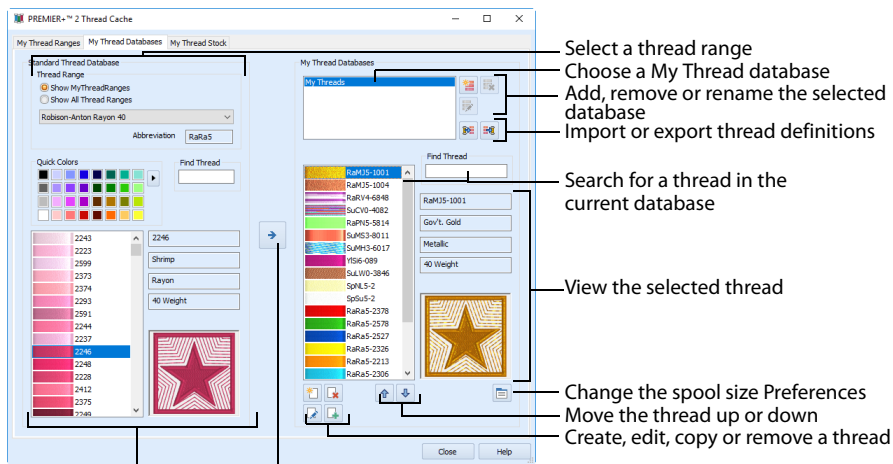 PREMIER+™ 2 Thread Cache
My Thread Ranges
My Thread Databases
My Thread Stock
Standard Thread Database
Thread Range
Show MyThreadRanges
Show All Thread Ranges
Robison-Anton Rayon 40
Abbreviation
RaRa5
Quick Colors
Find Thread
2243
2223
2599
2373
2374
2293
2591
2244
2237
2246
2248
2228
2412
2375
2249
2246
Shrimp
Rayon
40 Weight
My Thread Databases
My Threads
Find Thread
RaMJ5-1001
RaMJ5-1004
RaRV4-6848
SuCY0-4082
RaPN5-5814
SuMS3-8011
SuMH3-6017
YlSi6-089
SuLW0-3846
SpNL5-2
SpSu5-2
RaRa5-2378
RaRa5-2578
RaRa5-2527
RaRa5-2326
RaRa5-2213
RaRa5-2306
RaMJ5-1001
Gov't. Gold
Metallic
40 Weight
Close
Help
Select a thread range
Choose a My Thread database
Add, remove or rename the selected
database
Import or export thread definitions
Search for a thread in the
current database
View the selected thread
Change the spool size Preferences
Move the thread up or down
Create, edit, copy or remove a thread